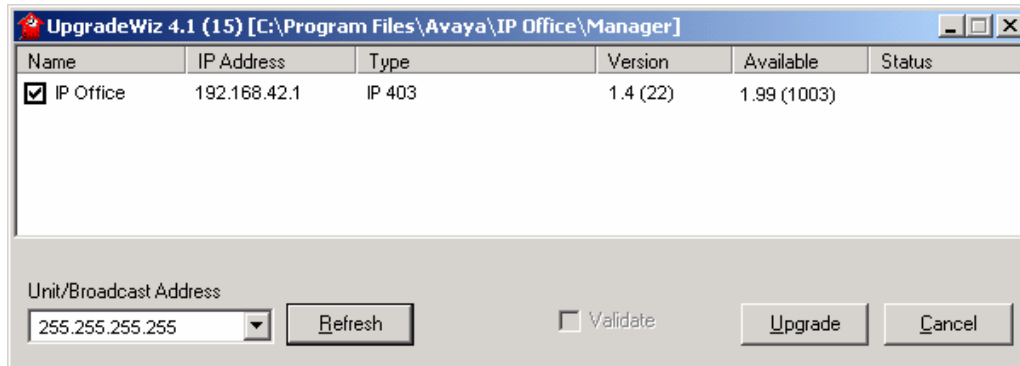 UpgradeWiz 4.1 (15) [C:\Program Files\Avaya\IP Office\Manager]
Name IP Address Type Version Available Status
IP Office 192.168.42.1 IP 403 1.4 (22) 1.99 (1003)
Unit/Broadcast Address
255.255.255.255 Refresh Validate Upgrade Cancel